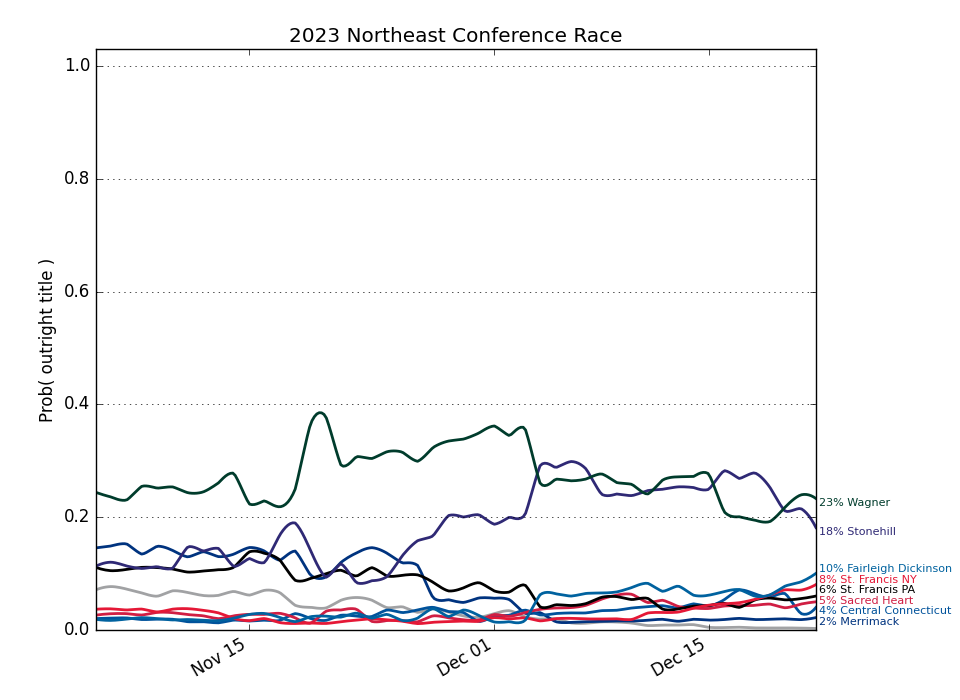 2023 Northeast Conference Race
Prob( outright title )
1.0
0.8
0.6
0.4
0.2
0.0
Nov 15
Dec 01
Dec 15
23% Wagner
18% Stonehill
10% Fairleigh Dickinson
8% St. Francis NY
6% St. Francis PA
5% Sacred Heart
4% Central Connecticut
2% Merrimack